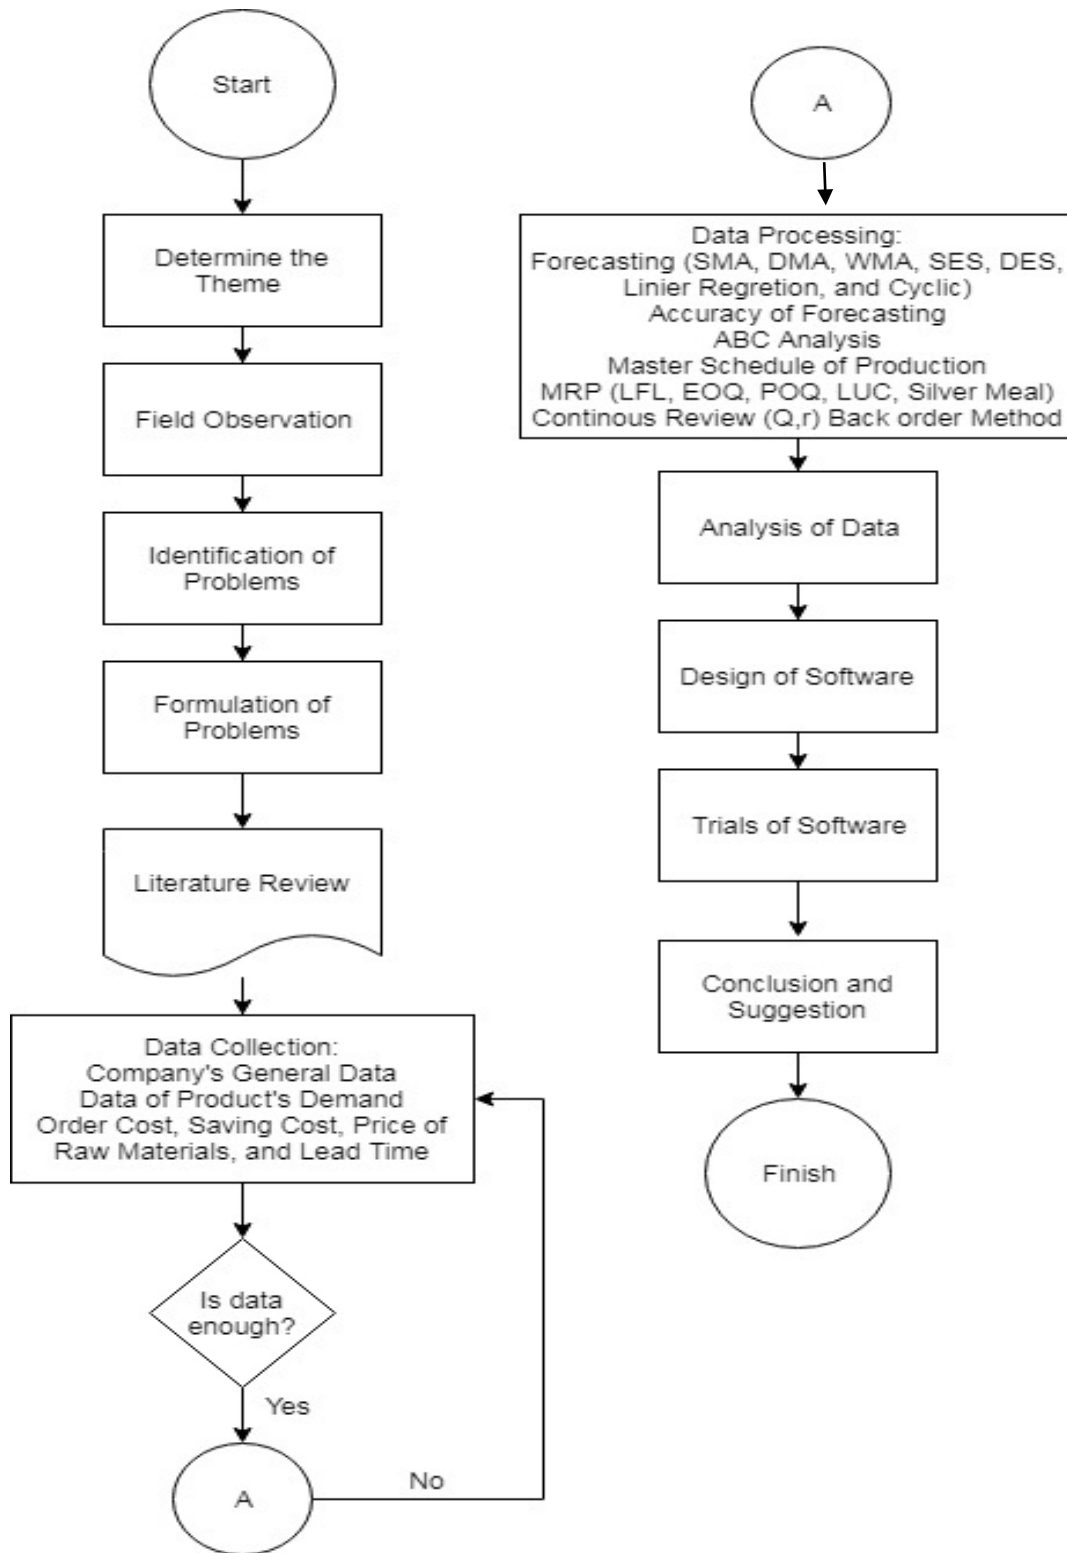 Start
Determine the
Theme
Field Observation
Identification of
Problems
Formulation of
Problems
Literature Review
Data Collection:
Company's General Data
Data of Product's Demand
Order Cost, Saving Cost, Price of
Raw Materials, and Lead Time
Is data
enough?
Yes
A
No
A
Data Processing:
Forecasting (SMA, DMA, WMA, SES, DES,
Linier Regretion, and Cyclic)
Accuracy of Forecasting
ABC Analysis
Master Schedule of Production
MRP (LFL, EOQ, POQ, LUC, Silver Meal)
Continous Review (Q,r) Back order Method
Analysis of Data
Design of Software
Trials of Software
Conclusion and
Suggestion
Finish